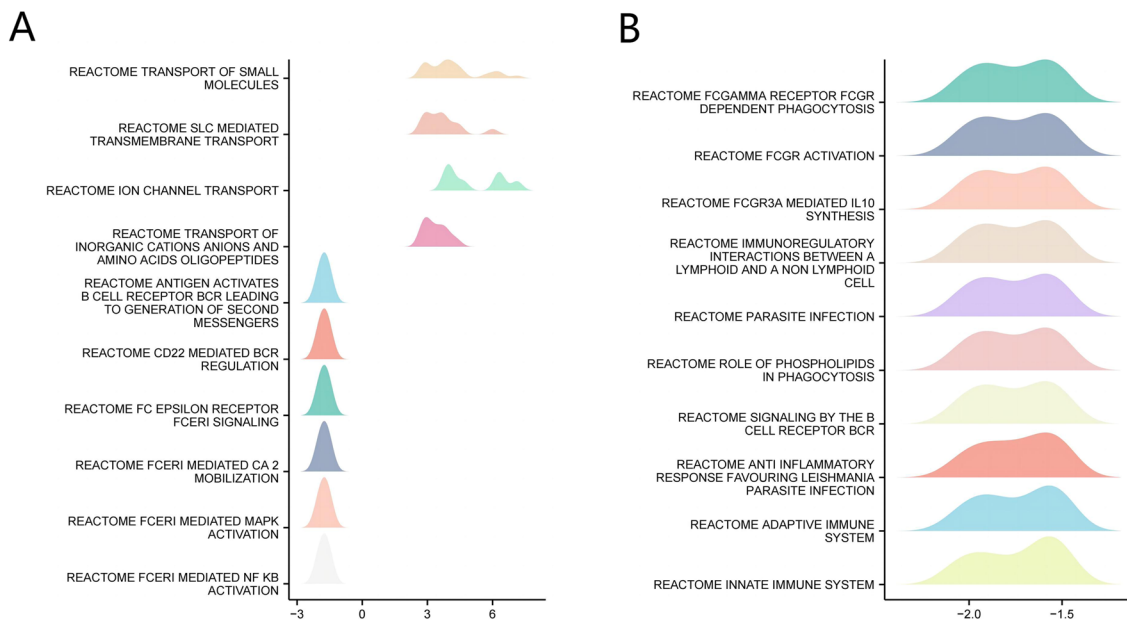 A
REACTOME TRANSPORT OF SMALL
MOLECULES
REACTOME SLC MEDIATED
TRANSMEMBRANE TRANSPORT
REACTOME ION CHANNEL TRANSPORT
REACTOME TRANSPORT OF
INORGANIC CATIONS ANIONS AND
AMINO ACIDS OLIGOPEPTIDES
REACTOME ANTIGEN ACTIVATES
B CELL RECEPTOR BCR LEADING
TO GENERATION OF SECOND
MESSENGERS
REACTOME CD22 MEDIATED BCR
REGULATION
REACTOME FC EPSILON RECEPTOR
FCERI SIGNALING
REACTOME FCERI MEDIATED CA 2
MOBILIZATION
REACTOME FCERI MEDIATED MAPK
ACTIVATION
REACTOME FCERI MEDIATED NF KB
ACTIVATION
−3 0 3 6
B
REACTOME FCGAMMA RECEPTOR FCGR
DEPENDENT PHAGOCYTOSIS
REACTOME FCGR ACTIVATION
REACTOME FCGR3A MEDIATED IL10
SYNTHESIS
REACTOME IMMUNOREGULATORY
INTERACTIONS BETWEEN A
LYMPHOID AND A NON LYMPHOID
CELL
REACTOME PARASITE INFECTION
REACTOME ROLE OF PHOSPHOLIPIDS
IN PHAGOCYTOSIS
REACTOME SIGNALING BY THE B
CELL RECEPTOR BCR
REACTOME ANTI INFLAMMATORY
RESPONSE FAVOURING LEISHMANIA
PARASITE INFECTION
REACTOME ADAPTIVE IMMUNE
SYSTEM
REACTOME INNATE IMMUNE SYSTEM
−2.0 −1.5